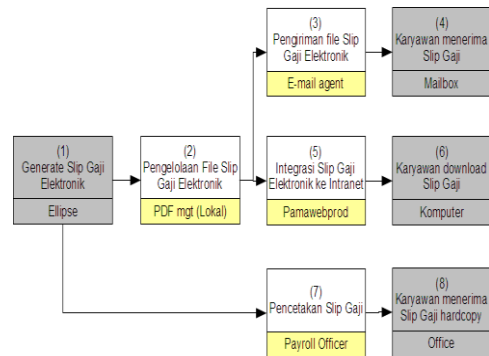 (3)
Pengiriman file Slip
Gaji Elektronik
E-mail agent
(4)
Karyawan menerima
Slip Gaji
Mailbox
(1)
Generate Slip Gaji
Elektronik
Ellipse
(2)
Pengelolaan File Slip
Gaji Elektronik
PDF mgt (Lokal)
(5)
Integrasi Slip Gaji
Elektronik ke Intranet
Pamawebprod
(6)
Karyawan download
Slip Gaji
Komputer
(7)
Pencetakan Slip Gaji
Payroll Officer
(8)
Karyawan menerima
Slip Gaji hardcopy
Office